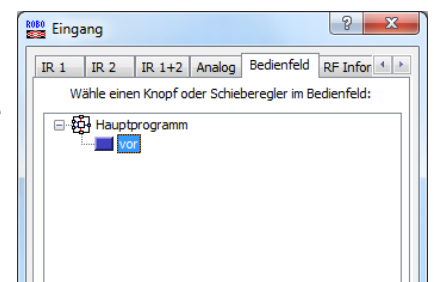 ROBO
PRO Eingang
IR 1 IR 2 IR 1+2 Analog Bedienfeld RF Infor
Wähle einen Knopf oder Schieberegler im Bedienfeld:
Hauptprogramm
vor